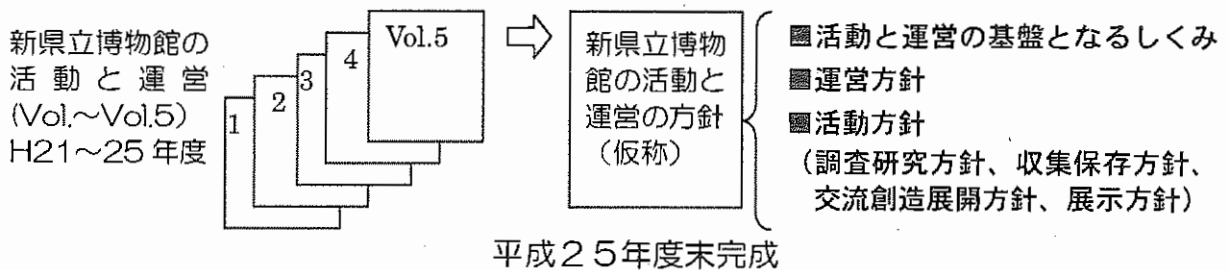 新県立博物館の
活動と運営
(Vol.～Vol.5)
H21～25年度
1
2
3
4
Vol.5
新県立博物
館の活動と
運営の方針
（仮称）
■活動と運営の基盤となるしくみ
■運営方針
■活動方針
（調査研究方針、収集保存方針、
交流創造展開方針、展示方針）
平成２５年度末完成